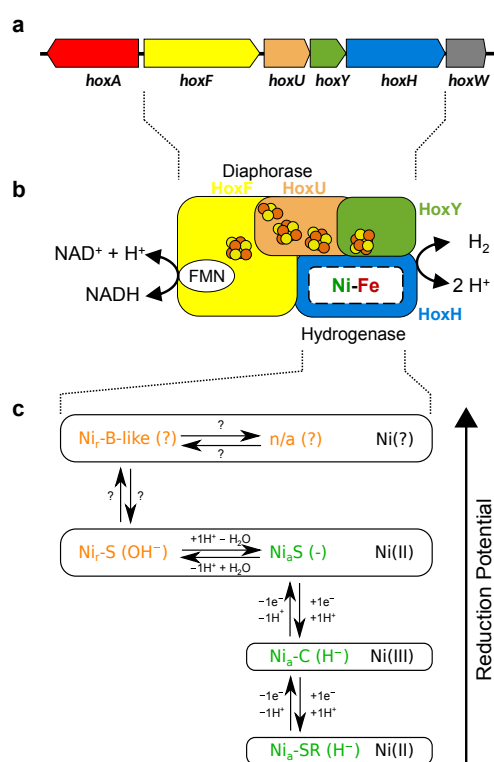 a
hoxA hoxF hoxU hoxY hoxH hoxW
b
Diaphorase
HoxF HoxU
HoxY
NAD⁺ + H⁺
H₂
FMN
NADH
Ni-Fe
2 H⁺
HoxH
Hydrogenase
c
Niᵣ-B-like (?) ? n/a (?) Ni(?)
?
? ?
Niᵣ-S (OH⁻) +1H⁺ − H₂O NiₐS (-) Ni(II)
−1H⁺ + H₂O
−1e⁻ +1e⁻
−1H⁺ +1H⁺
Niₐ-C (H⁻) Ni(III)
−1e⁻ +1e⁻
−1H⁺ +1H⁺
Niₐ-SR (H⁻) Ni(II)
Reduction Potential